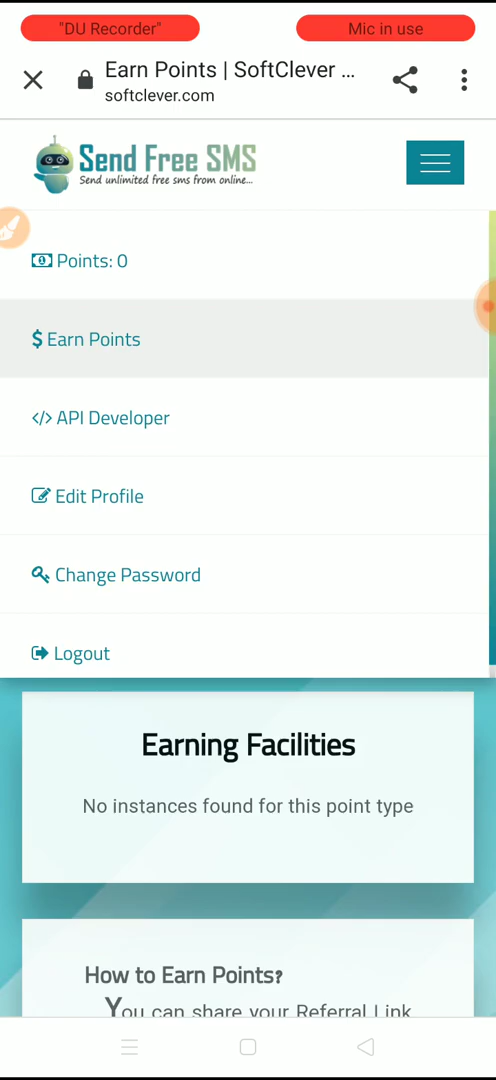 "DU Recorder"
Mic in use
Earn Points | SoftClever ...
softclever.com
Send Free SMS
Send unlimited free sms from online...
Points: 0
$ Earn Points
</> API Developer
Edit Profile
Change Password
Logout
Earning Facilities
No instances found for this point type
How to Earn Points?
You can share your Referral Link